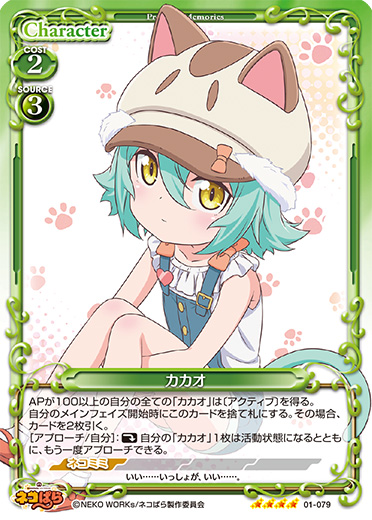 Precious Memories
Character
COST
2
SOURCE
3
カカオ
APが100以上の自分の全ての「カカオ」は〔アクティブ〕を得る。
自分のメインフェイズ開始時にこのカードを捨て札にする。その場合、
カードを2枚引く。
[アプローチ/自分]: 自分の「カカオ」1枚は活動状態になるととも
に、もう一度アプローチできる。
ネコミミ
いい……いっしょが、いい……。
ネコぱら
©NEKO WORKs/ネコぱら製作委員会
01-079